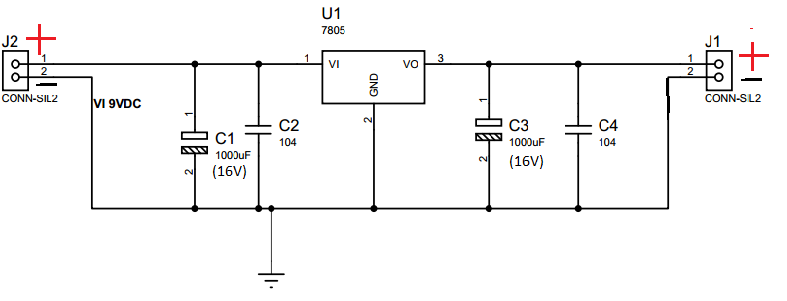 U1
7805
J2
1
2
CONN-SIL2
VI 9VDC
1
VI
VO
3
GND
2
J1
1
2
CONN-SIL2
1
C1
1000uF
(16V)
2
C2
104
1
C3
1000uF
(16V)
2
C4
104